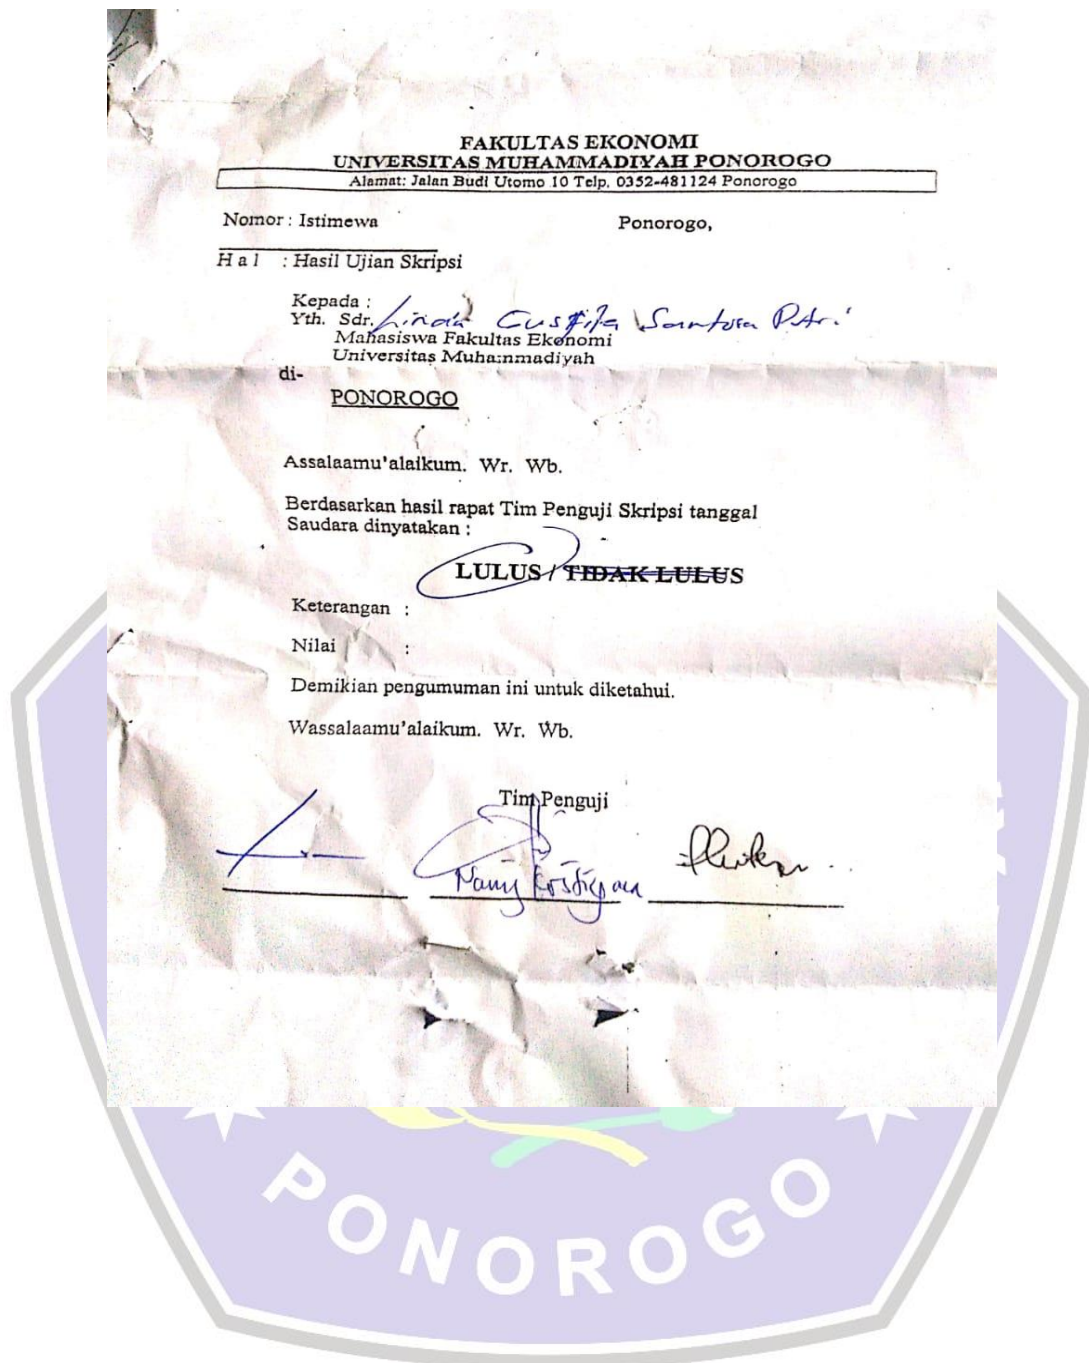 FAKULTAS EKONOMI
UNIVERSITAS MUHAMMADIYAH PONOROGO
Alamat: Jalan Budi Utomo 10 Telp. 0352-481124 Ponorogo
Nomor : Istimewa Ponorogo,
H a l : Hasil Ujian Skripsi
Kepada :
Yth. Sdr. Linda Santosa Putri
Mahasiswa Fakultas Ekonomi
Universitas Muhammadiyah
di-
PONOROGO
Assalaamu'alaikum. Wr. Wb.
Berdasarkan hasil rapat Tim Penguji Skripsi tanggal
Saudara dinyatakan :
LULUS / TIDAK LULUS
Keterangan :
Nilai :
Demikian pengumuman ini untuk diketahui.
Wassalaamu'alaikum. Wr. Wb.
Tim Penguji
PONOROGO